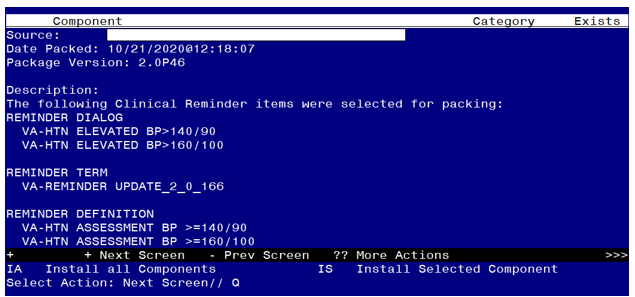 Component Category Exists
Source:
Date Packed: 10/21/2020@12:18:07
Package Version: 2.0P46
Description:
The following Clinical Reminder items were selected for packing:
REMINDER DIALOG
VA-HTN ELEVATED BP>140/90
VA-HTN ELEVATED BP>160/100
REMINDER TERM
VA-REMINDER UPDATE_2_0_166
REMINDER DEFINITION
VA-HTN ASSESSMENT BP >=140/90
VA-HTN ASSESSMENT BP >=160/100
+ + Next Screen - Prev Screen ?? More Actions >>>
IA Install all Components IS Install Selected Component
Select Action: Next Screen// Q